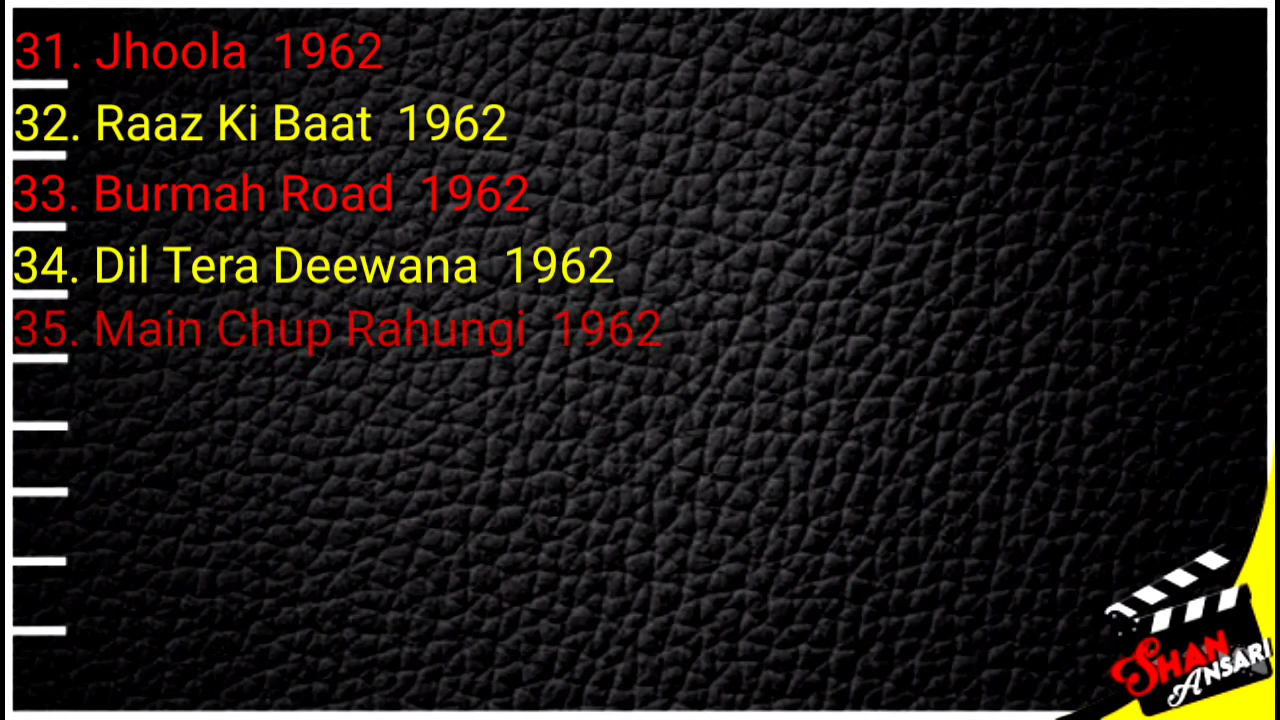 31. Jhoola 1962
32. Raaz Ki Baat 1962
33. Burmah Road 1962
34. Dil Tera Deewana 1962
35. Main Chup Rahungi 1962
SHAN
ANSARI